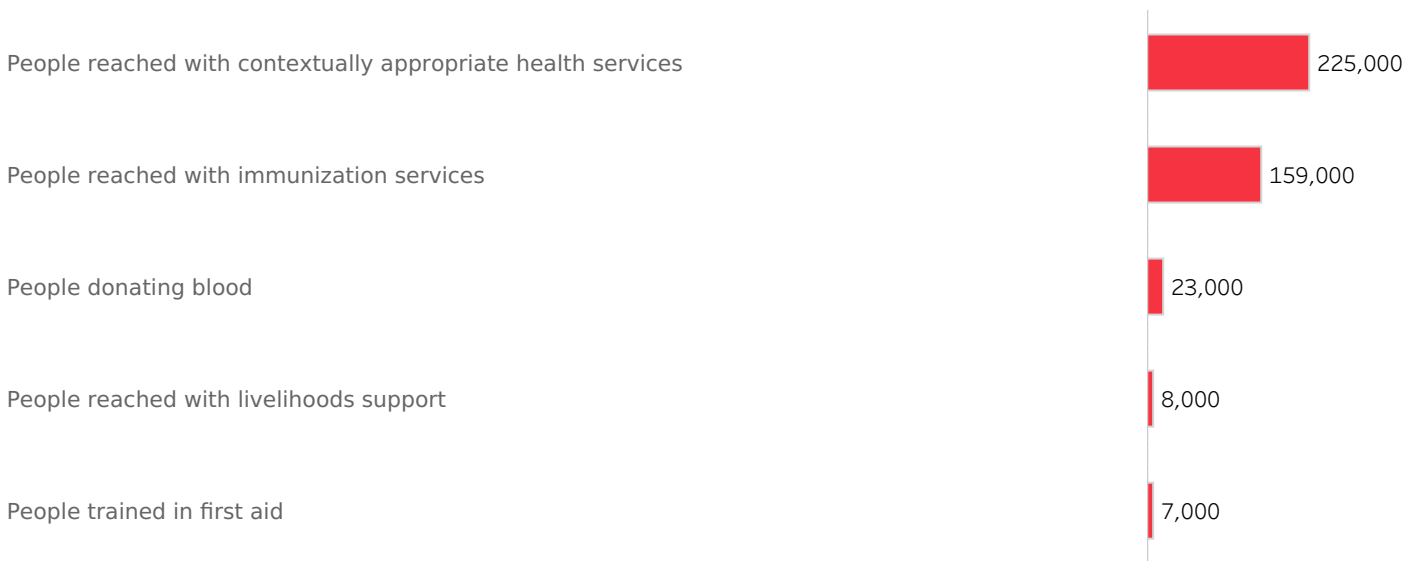 People reached with contextually appropriate health services 225,000
People reached with immunization services 159,000
People donating blood 23,000
People reached with livelihoods support 8,000
People trained in first aid 7,000